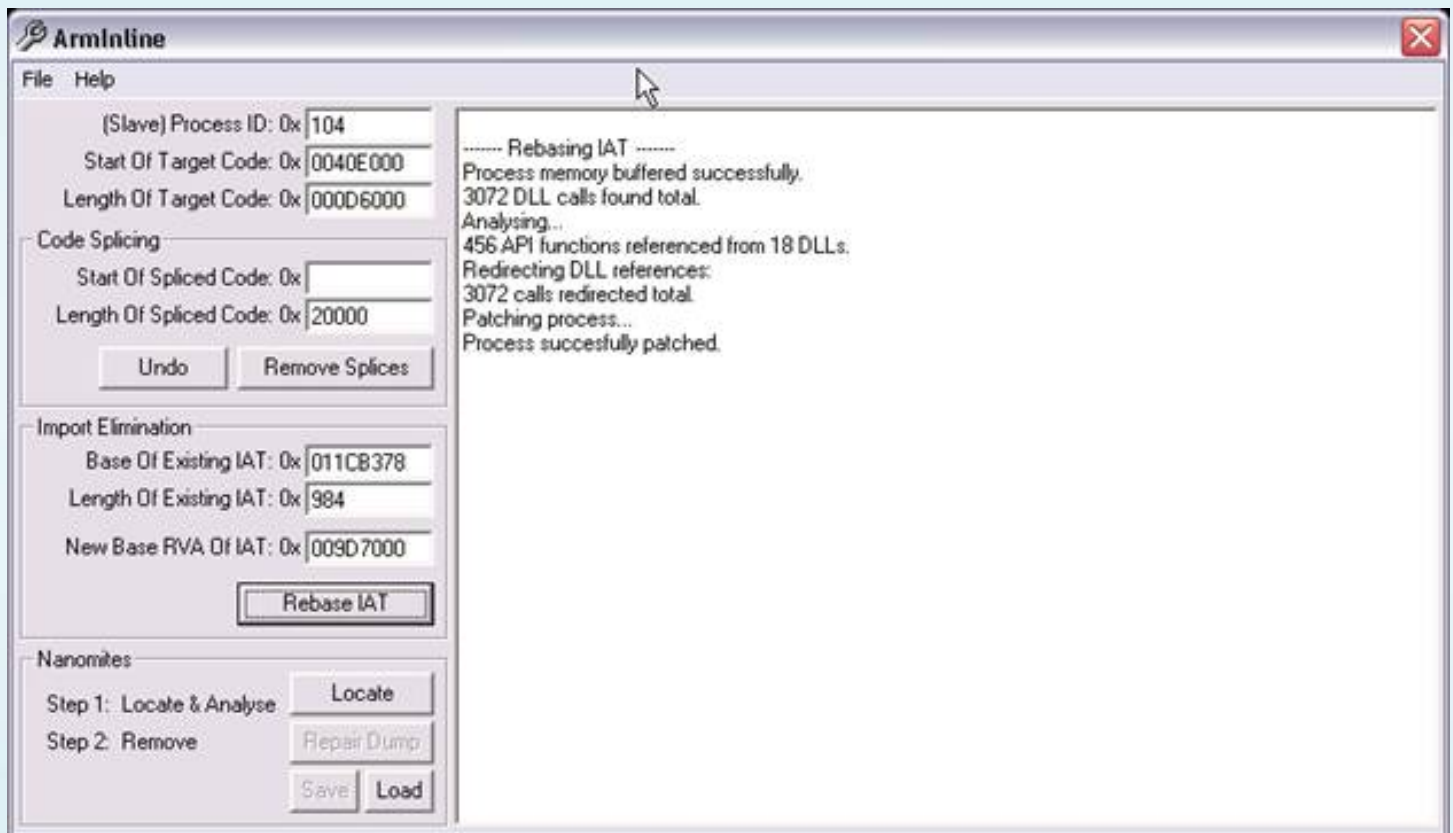 ArmInline
File Help
(Slave) Process ID: 0x 104
Start Of Target Code: 0x 0040E000
Length Of Target Code: 0x 000D6000
Code Splicing
Start Of Spliced Code: 0x
Length Of Spliced Code: 0x 20000
Undo Remove Splices
Import Elimination
Base Of Existing IAT: 0x 011CB378
Length Of Existing IAT: 0x 984
New Base RVA Of IAT: 0x 009D7000
Rebase IAT
Nanomites
Step 1: Locate & Analyse Locate
Step 2: Remove Repair Dump
Save Load
------- Rebasing IAT -------
Process memory buffered successfully.
3072 DLL calls found total.
Analysing...
456 API functions referenced from 18 DLLs.
Redirecting DLL references:
3072 calls redirected total.
Patching process...
Process succesfully patched.